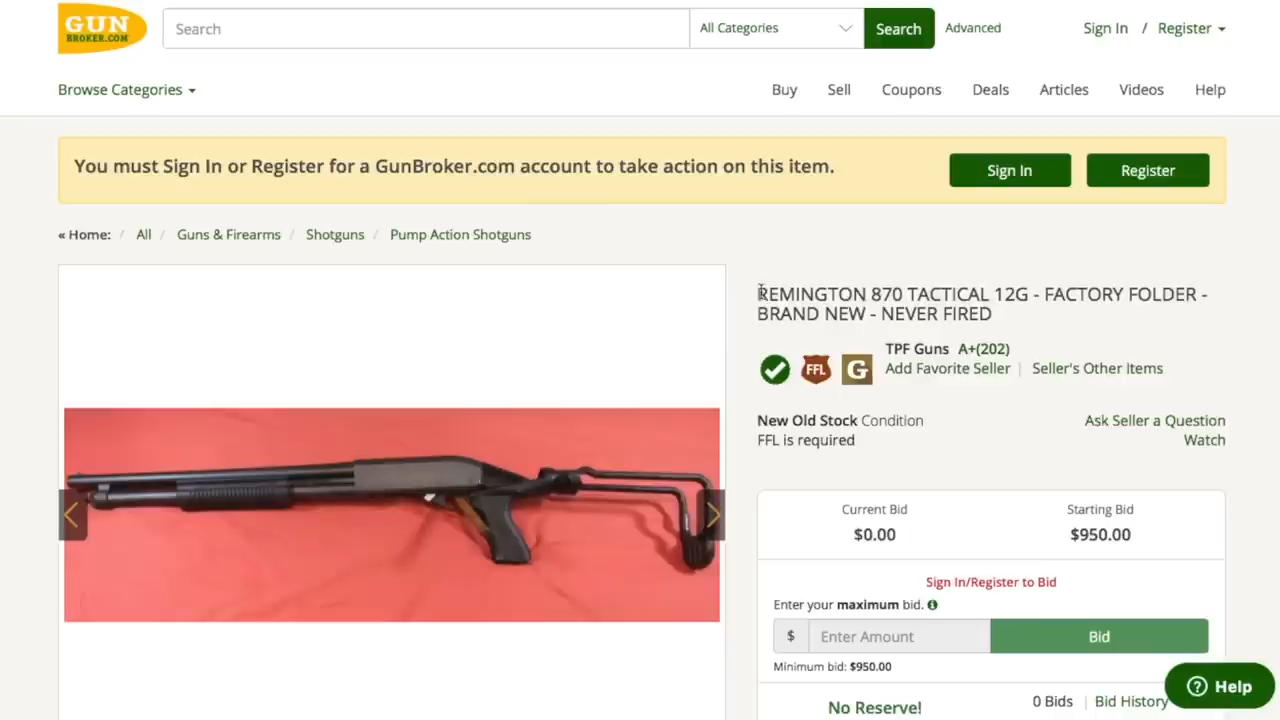 GUN
BROKER.COM
Search
All Categories
Search
Advanced
Sign In / Register
Browse Categories
Buy
Sell
Coupons
Deals
Articles
Videos
Help
You must Sign In or Register for a GunBroker.com account to take action on this item.
Sign In
Register
« Home: / All / Guns & Firearms / Shotguns / Pump Action Shotguns
REMINGTON 870 TACTICAL 12G - FACTORY FOLDER -
BRAND NEW - NEVER FIRED
FFL
G
TPF Guns A+(202)
Add Favorite Seller | Seller's Other Items
New Old Stock Condition
Ask Seller a Question
FFL is required
Watch
Current Bid
Starting Bid
$0.00
$950.00
Sign In/Register to Bid
Enter your maximum bid.
$ Enter Amount
Bid
Minimum bid: $950.00
Help
No Reserve!
0 Bids | Bid History